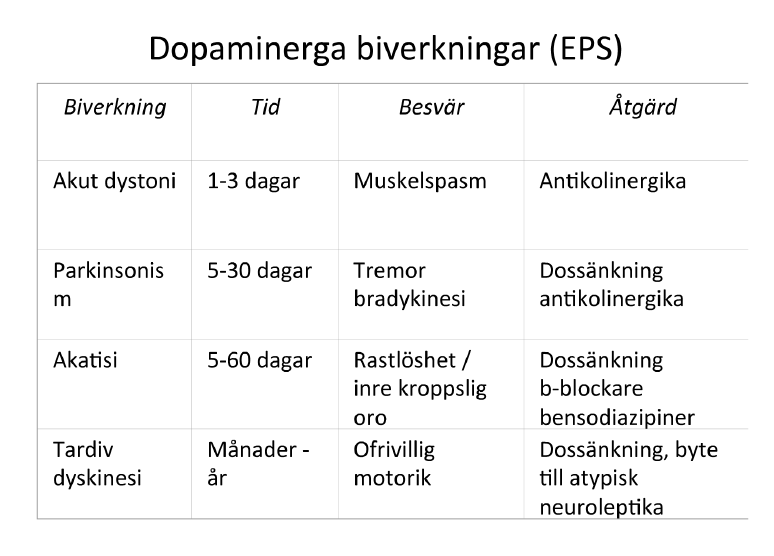 Dopaminerga biverkningar (EPS)
Biverkning Tid Besvär Åtgärd
Akut dystoni 1-3 dagar Muskelspasm Antikolinergika
Parkinsonis 5-30 dagar Tremor Dossänkning
m bradykinesi antikolinergika
Akatisi 5-60 dagar Rastlöshet / Dossänkning
inre kroppslig b-blockare
oro bensodiazipiner
Tardiv Månader - Ofrivillig Dossänkning, byte
dyskinesi år motorik till atypisk
neuroleptika